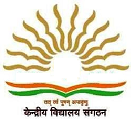 तत् त्वं पूषन् अपावृणु
केन्द्रीय विद्यालय संगठन